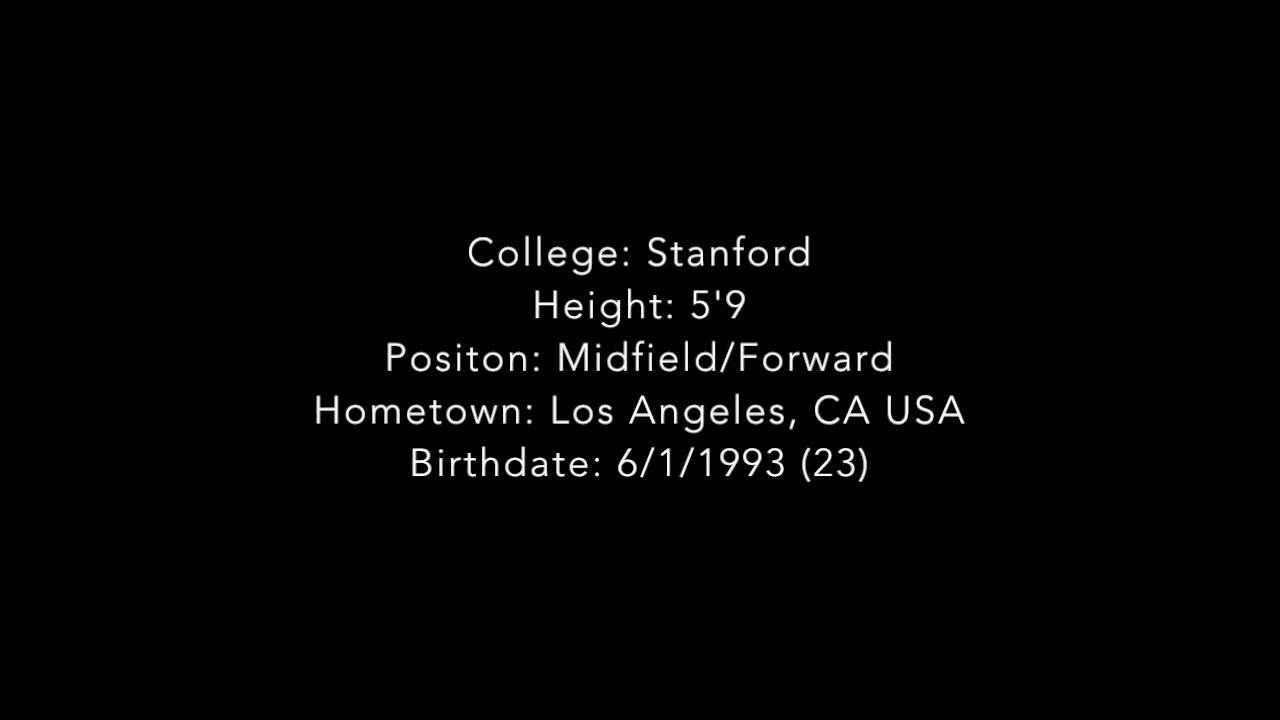 College: Stanford
Height: 5'9
Positon: Midfield/Forward
Hometown: Los Angeles, CA USA
Birthdate: 6/1/1993 (23)